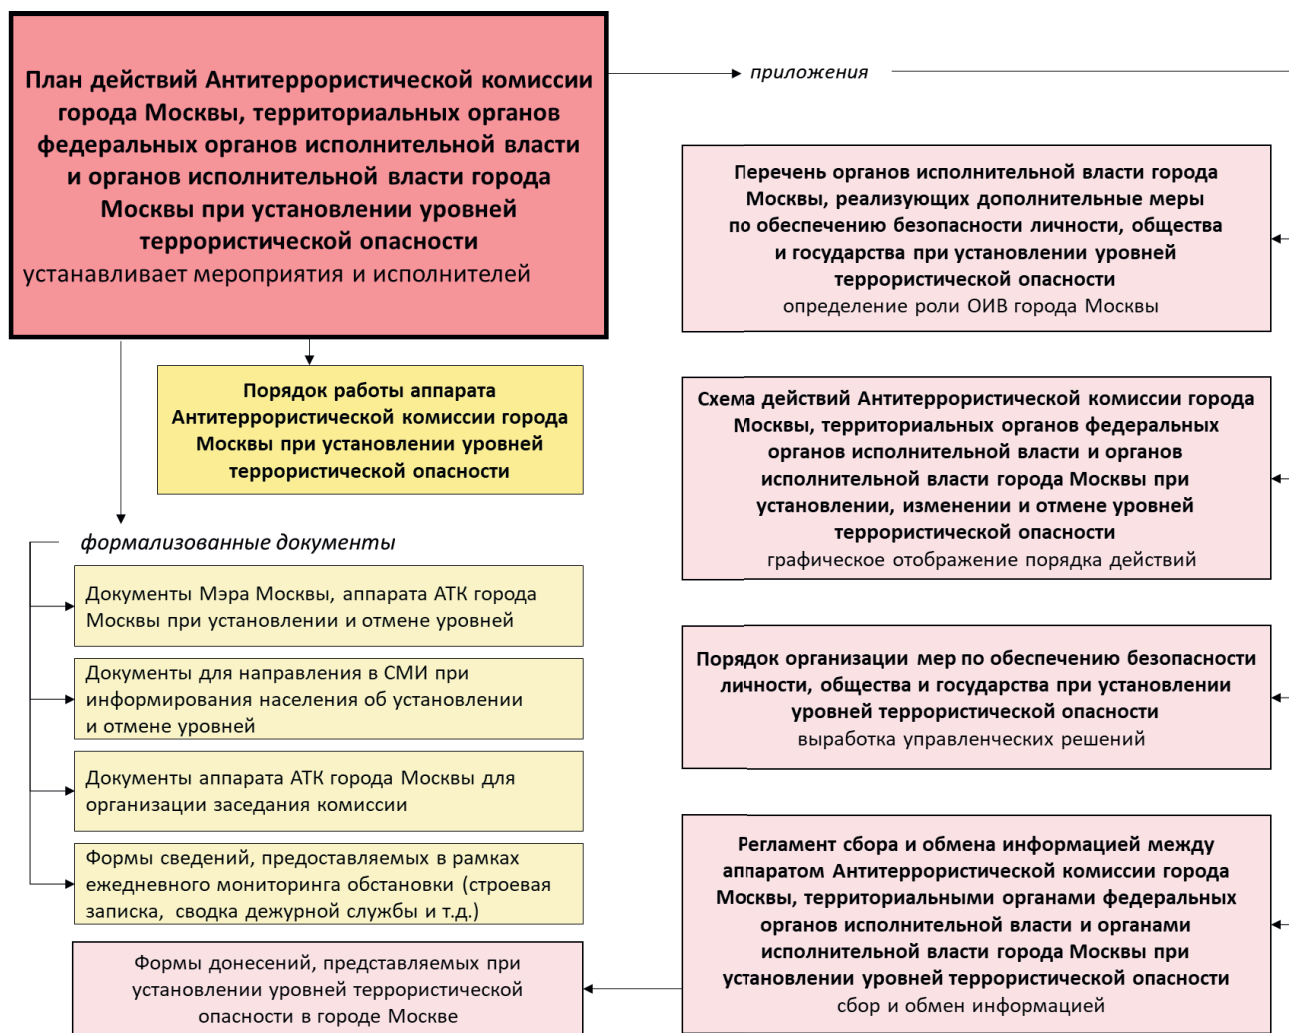 План действий Антитеррористической комиссии
города Москвы, территориальных органов
федеральных органов исполнительной власти
и органов исполнительной власти города
Москвы при установлении уровней
террористической опасности
устанавливает мероприятия и исполнителей
приложения
Перечень органов исполнительной власти города
Москвы, реализующих дополнительные меры
по обеспечению безопасности личности, общества
и государства при установлении уровней
террористической опасности
определение роли ОИВ города Москвы
Порядок работы аппарата
Антитеррористической комиссии города
Москвы при установлении уровней
террористической опасности
Схема действий Антитеррористической комиссии города
Москвы, территориальных органов федеральных
органов исполнительной власти и органов
исполнительной власти города Москвы при
установлении, изменении и отмене уровней
террористической опасности
графическое отображение порядка действий
формализованные документы
Документы Мэра Москвы, аппарата АТК города
Москвы при установлении и отмене уровней
Документы для направления в СМИ при
информирования населения об установлении
и отмене уровней
Документы аппарата АТК города Москвы для
организации заседания комиссии
Формы сведений, предоставляемых в рамках
ежедневного мониторинга обстановки (строевая
записка, сводка дежурной службы и т.д.)
Порядок организации мер по обеспечению безопасности
личности, общества и государства при установлении
уровней террористической опасности
выработка управленческих решений
Регламент сбора и обмена информацией между
аппаратом Антитеррористической комиссии города
Москвы, территориальными органами федеральных
органов исполнительной власти и органами
исполнительной власти города Москвы при
установлении уровней террористической опасности
сбор и обмен информацией
Формы донесений, представляемых при
установлении уровней террористической
опасности в городе Москве